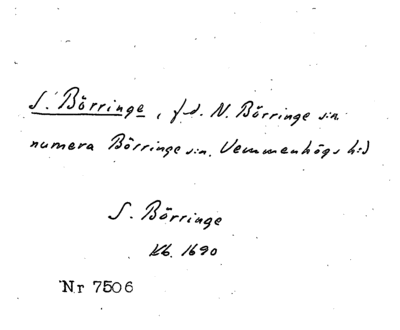 S. Börringe, f.d. N. Börringe s:n
numera Börringe s:n. Vemmenhögs h:d
S. Börringe
Kb. 1690
Nr 7506